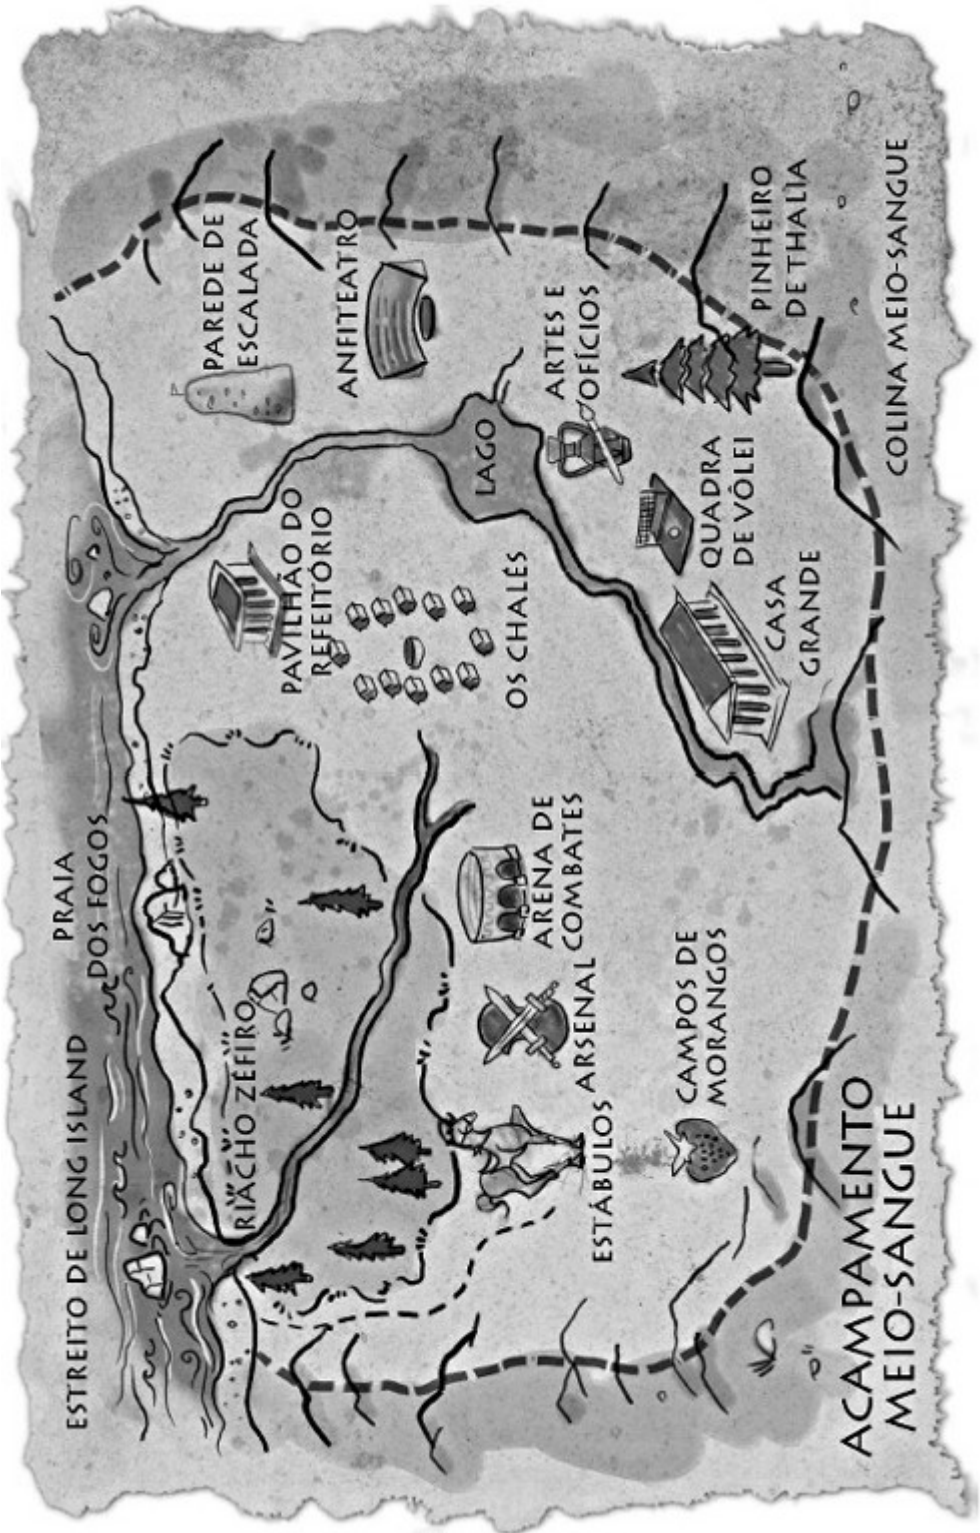 ESTREITO DE LONG ISLAND
PRAIA
DOS FOGOS
RIACHO ZÉFIRO
PAVILHÃO DO
REFEITÓRIO
PAREDE DE
ESCALADA
ANFITEATRO
LAGO
OS CHALÉS
ARTES E
OFÍCIOS
ARENA DE
COMBATES
ARSENAL
ESTÁBULOS
CAMPOS DE
MORANGOS
QUADRA
DE VÔLEI
CASA
GRANDE
PINHEIRO
DE THALIA
COLINA MEIO-SANGUE
ACAMPAMENTO
MEIO-SANGUE